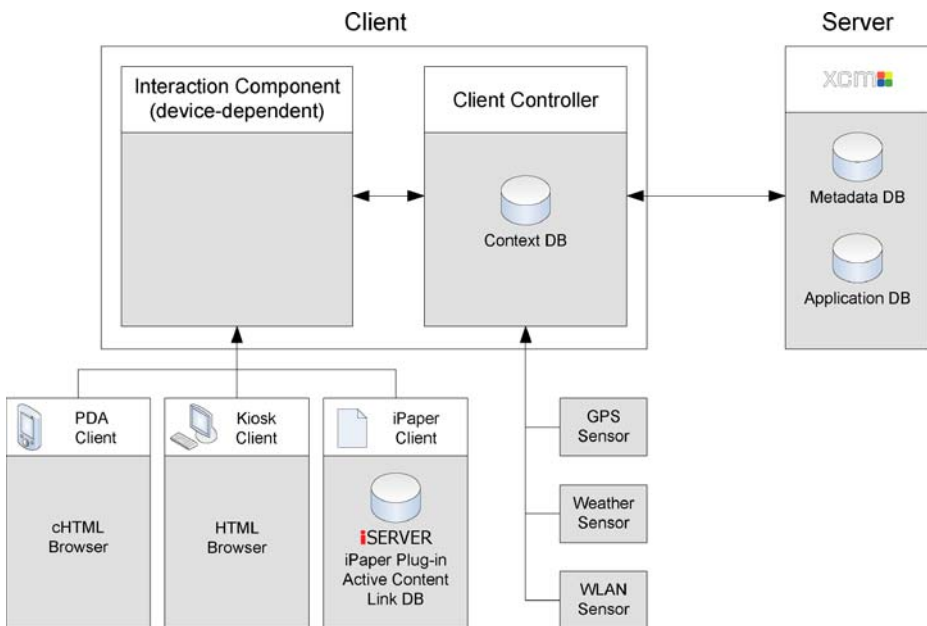 Client
Server
Interaction Component
(device-dependent)
Client Controller
xcm
Context DB
Metadata DB
Application DB
PDA
Client
Kiosk
Client
iPaper
Client
cHTML
Browser
HTML
Browser
iSERVER
iPaper Plug-in
Active Content
Link DB
GPS
Sensor
Weather
Sensor
WLAN
Sensor